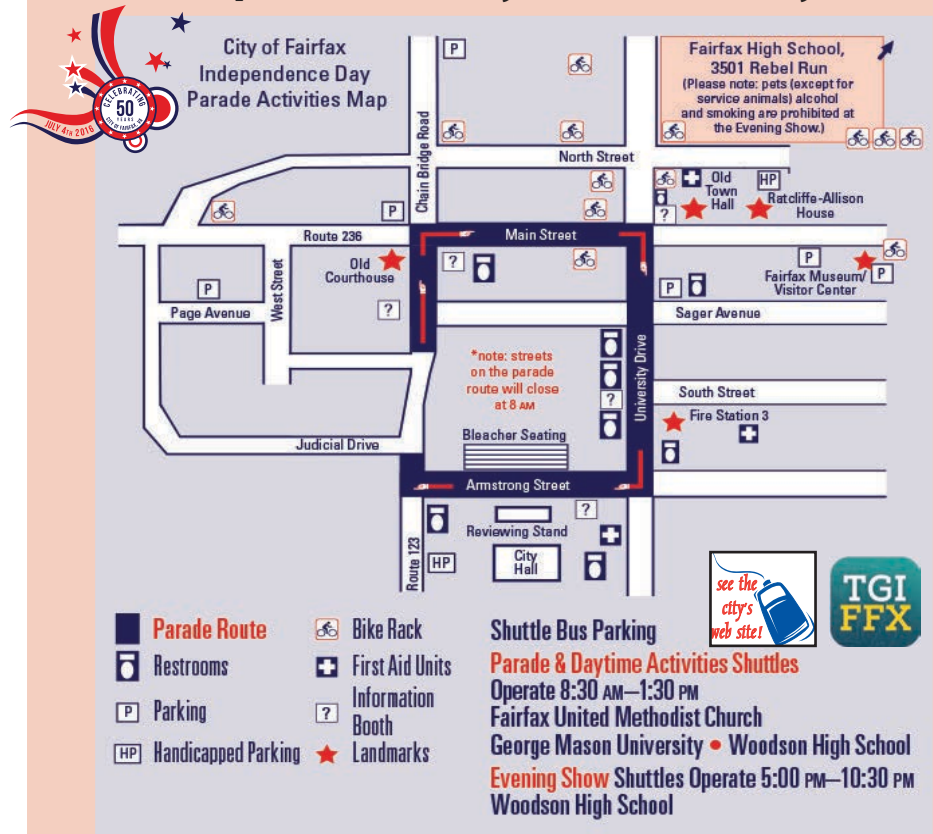 City of Fairfax
Independence Day
Parade Activities Map
CELEBRATING
50
YEARS
CITY OF FAIRFAX, VA
JULY 4TH 2016
Fairfax High School,
3501 Rebel Run
(Please note: pets (except for
service animals) alcohol
and smoking are prohibited at
the Evening Show.)
P
Chain Bridge Road
North Street
Old
Town
Hall
HP
Ratcliffe-Allison
House
?
P
Route 236
Main Street
Old
Courthouse
?
P
Fairfax Museum/
Visitor Center
P
P
P
West Street
?
Page Avenue
Sager Avenue
University Drive
*note: streets
on the parade
route will close
at 8 AM
?
South Street
Fire Station 3
Bleacher Seating
Judicial Drive
Armstrong Street
?
Reviewing Stand
Route 123
HP
City
Hall
see the
city's
web site!
TGI
FFX
Parade Route
Bike Rack
Restrooms
First Aid Units
P Parking
? Information
Booth
HP Handicapped Parking
Landmarks
Shuttle Bus Parking
Parade & Daytime Activities Shuttles
Operate 8:30 AM–1:30 PM
Fairfax United Methodist Church
George Mason University • Woodson High School
Evening Show Shuttles Operate 5:00 PM–10:30 PM
Woodson High School